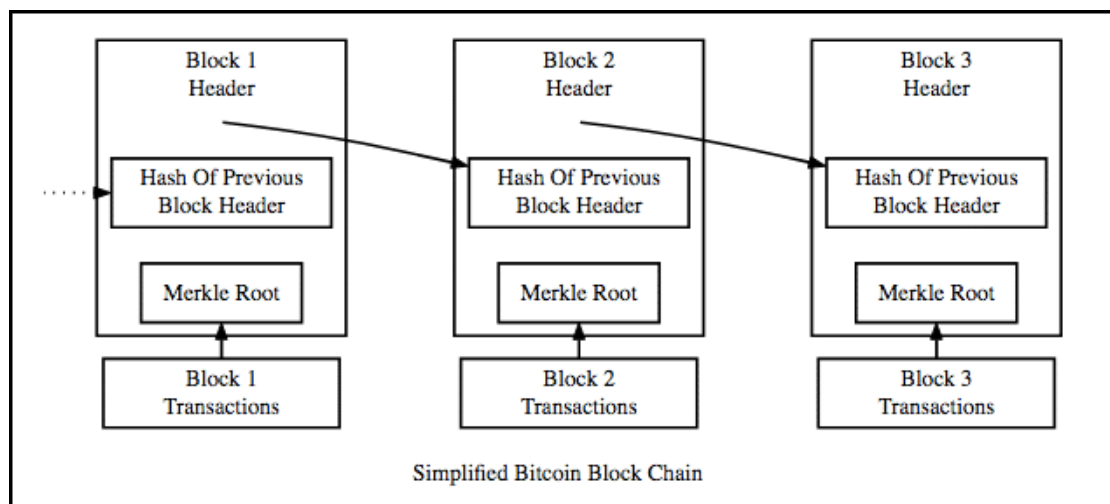 Block 1
Header
Hash Of Previous
Block Header
Merkle Root
Block 1
Transactions
Block 2
Header
Hash Of Previous
Block Header
Merkle Root
Block 2
Transactions
Block 3
Header
Hash Of Previous
Block Header
Merkle Root
Block 3
Transactions
Simplified Bitcoin Block Chain